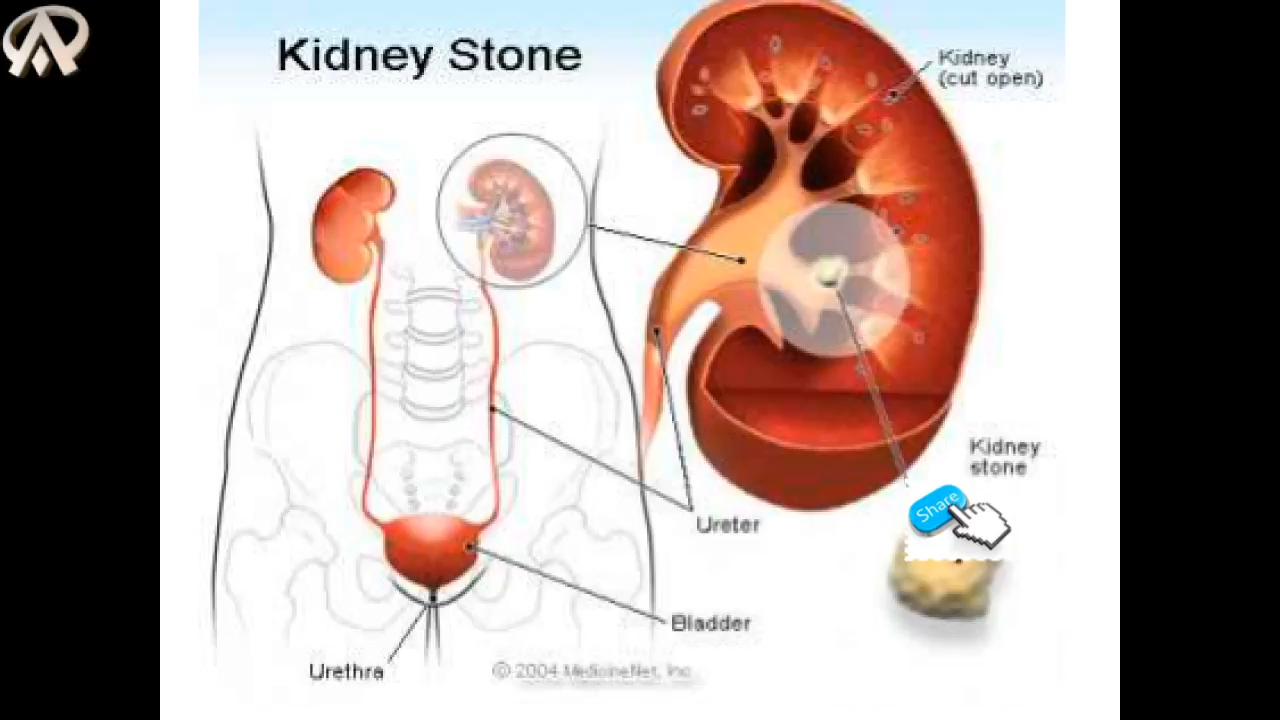 Kidney Stone
Kidney
(cut open)
Kidney
stone
Share
Ureter
Bladder
Urethra
© 2004 MedicineNet, Inc.